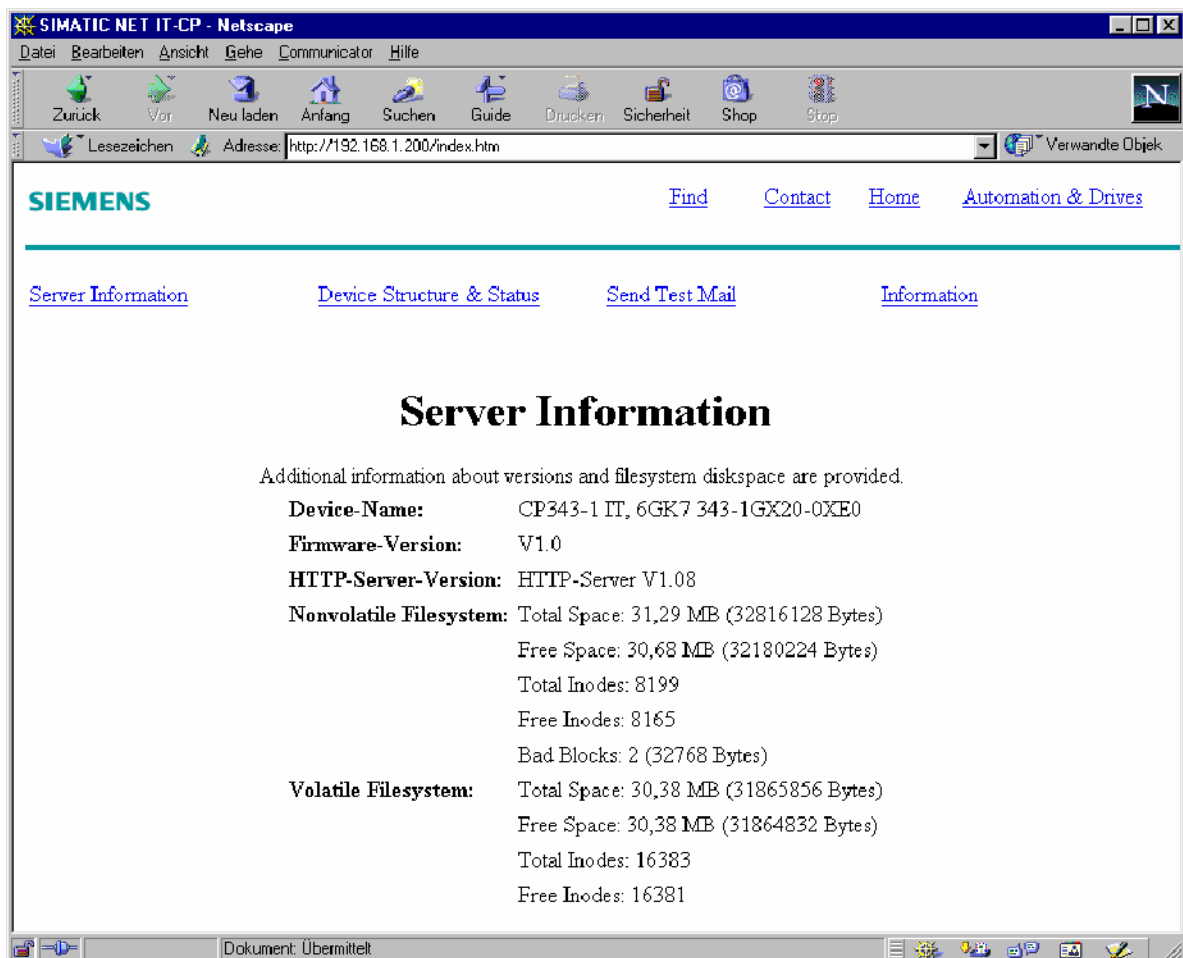 SIMATIC NET IT-CP - Netscape
Datei Bearbeiten Ansicht Gehe Communicator Hilfe
Zurück Vor Neu laden Anfang Suchen Guide Drucken Sicherheit Shop Stop
N
Lesezeichen Adresse: http://192.168.1.200/index.htm Verwandte Objek
SIEMENS Find Contact Home Automation & Drives
Server Information Device Structure & Status Send Test Mail Information
Server Information
Additional information about versions and filesystem diskspace are provided.
Device-Name: CP343-1 IT, 6GK7 343-1GX20-0XE0
Firmware-Version: V1.0
HTTP-Server-Version: HTTP-Server V1.08
Nonvolatile Filesystem: Total Space: 31,29 MB (32816128 Bytes)
Free Space: 30,68 MB (32180224 Bytes)
Total Inodes: 8199
Free Inodes: 8165
Bad Blocks: 2 (32768 Bytes)
Volatile Filesystem: Total Space: 30,38 MB (31865856 Bytes)
Free Space: 30,38 MB (31864832 Bytes)
Total Inodes: 16383
Free Inodes: 16381
Dokument: Übermittelt